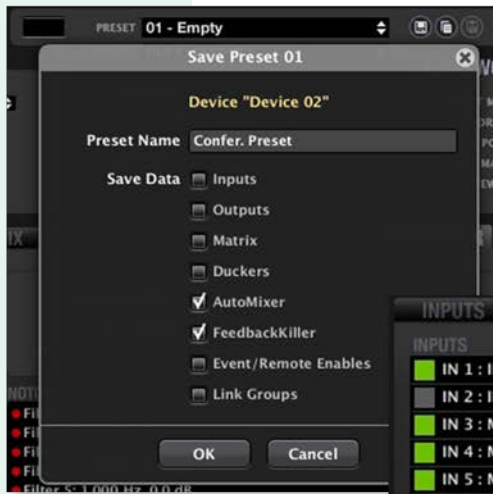 PRESET 01 - Empty
Save Preset 01
Device "Device 02"
Preset Name Confer. Preset
Save Data Inputs
Outputs
Matrix
Duckers
AutoMixer
FeedbackKiller
Event/Remote Enables
Link Groups
OK Cancel
INPUTS
INPUTS
IN 1 :
IN 2 :
IN 3 :
IN 4 :
IN 5 :
Filter 5: 1.000 Hz, 0.0 dB